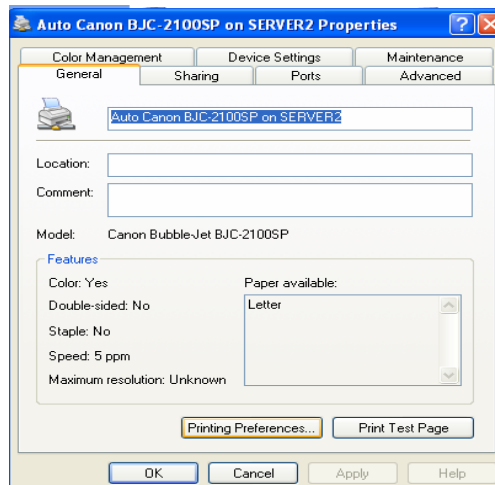 Auto Canon BJC-2100SP on SERVER2 Properties
Color Management Device Settings Maintenance
General Sharing Ports Advanced
Auto Canon BJC-2100SP on SERVER2
Location:
Comment:
Model: Canon Bubble-Jet BJC-2100SP
Features
Color: Yes Paper available:
Double-sided: No Letter
Staple: No
Speed: 5 ppm
Maximum resolution: Unknown
Printing Preferences... Print Test Page
OK Cancel Apply Help